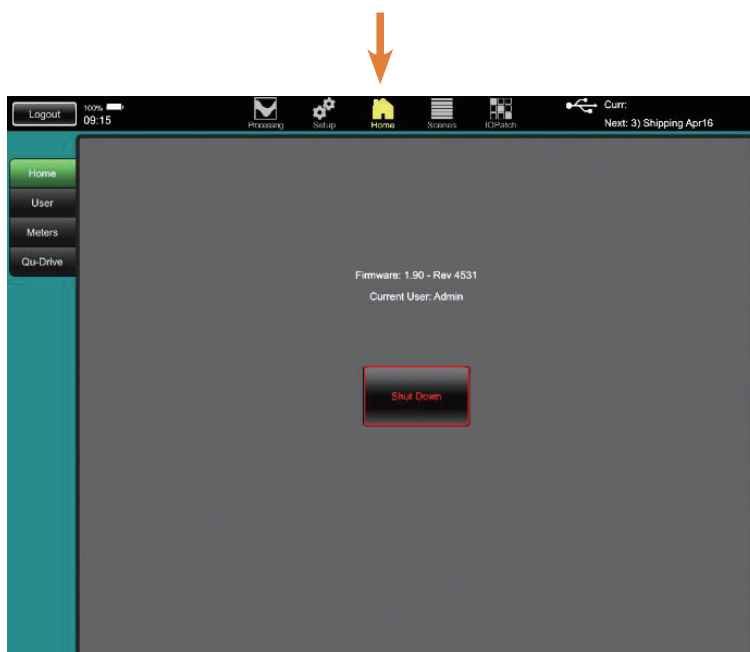 Logout
100%
09:15
Processing
Setup
Home
Scenes
IOPatch
Curr:
Next: 3) Shipping Apr16
Home
User
Meters
Qu-Drive
Firmware: 1.90 - Rev 4531
Current User: Admin
Shut Down